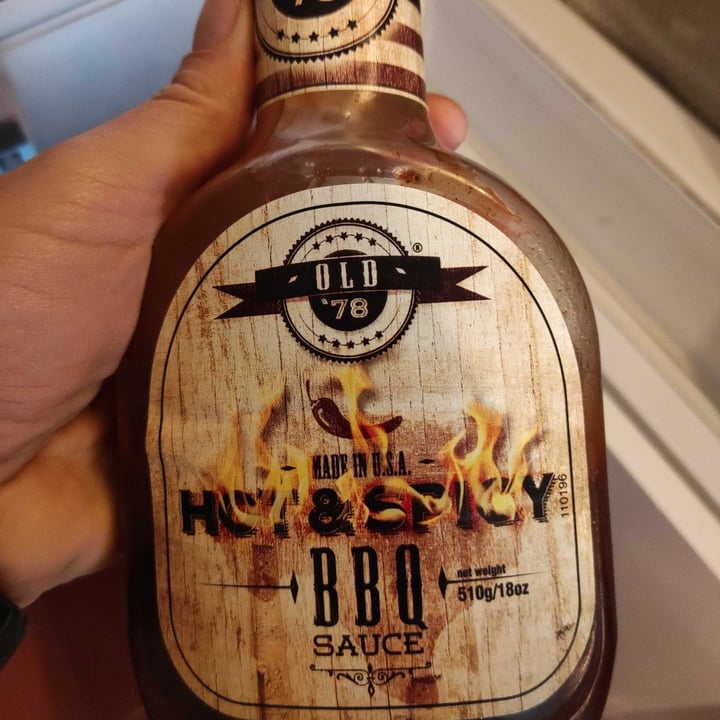 OLD
®
'78
MADE IN U.S.A.
HOT & SPICY
110196
BBQ
net weight
510g/18oz
SAUCE